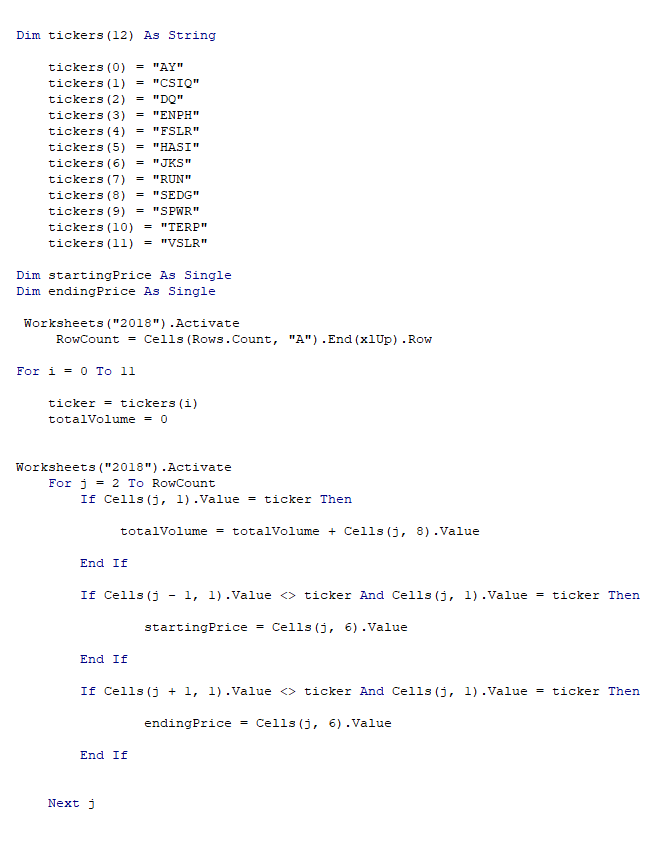 Dim tickers(12) As String
tickers(0) = "AY"
tickers(1) = "CSIQ"
tickers(2) = "DQ"
tickers(3) = "ENPH"
tickers(4) = "FSLR"
tickers(5) = "HASI"
tickers(6) = "JKS"
tickers(7) = "RUN"
tickers(8) = "SEDG"
tickers(9) = "SPWR"
tickers(10) = "TERP"
tickers(11) = "VSLR"
Dim startingPrice As Single
Dim endingPrice As Single
Worksheets("2018").Activate
RowCount = Cells(Rows.Count, "A").End(xlUp).Row
For i = 0 To 11
ticker = tickers(i)
totalVolume = 0
Worksheets("2018").Activate
For j = 2 To RowCount
If Cells(j, 1).Value = ticker Then
totalVolume = totalVolume + Cells(j, 8).Value
End If
If Cells(j - 1, 1).Value <> ticker And Cells(j, 1).Value = ticker Then
startingPrice = Cells(j, 6).Value
End If
If Cells(j + 1, 1).Value <> ticker And Cells(j, 1).Value = ticker Then
endingPrice = Cells(j, 6).Value
End If
Next j